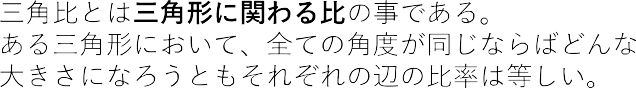 三角比とは三角形に関わる比の事である。
ある三角形において、全ての角度が同じならばどんな
大きさになろうともそれぞれの辺の比率は等しい。